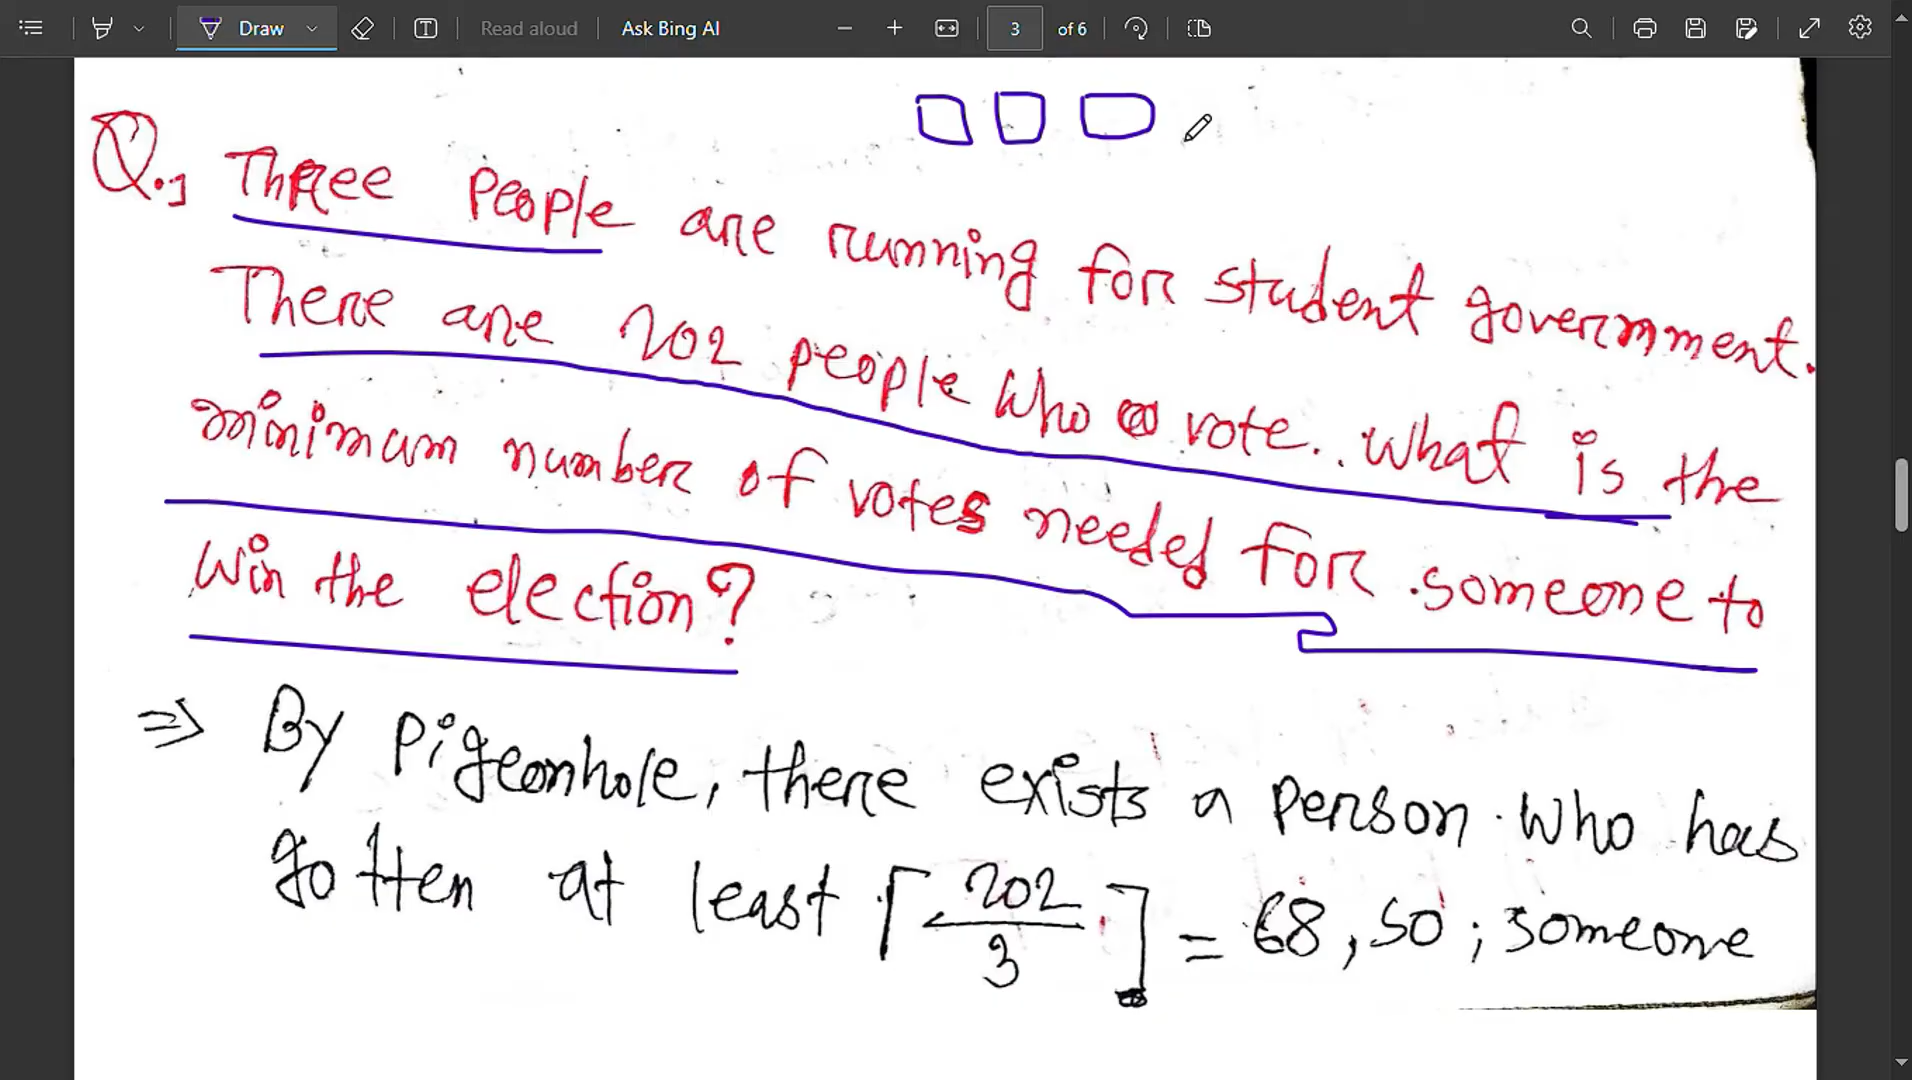 Draw
Read aloud
Ask Bing AI
3 of 6
Q. Three people are running for student government.
There are 202 people who vote. What is the
minimum number of votes needed for someone to
win the election?
⇒ By pigeonhole, there exists a person who has
gotten at least ⌈202/3⌉ = 68, so; someone